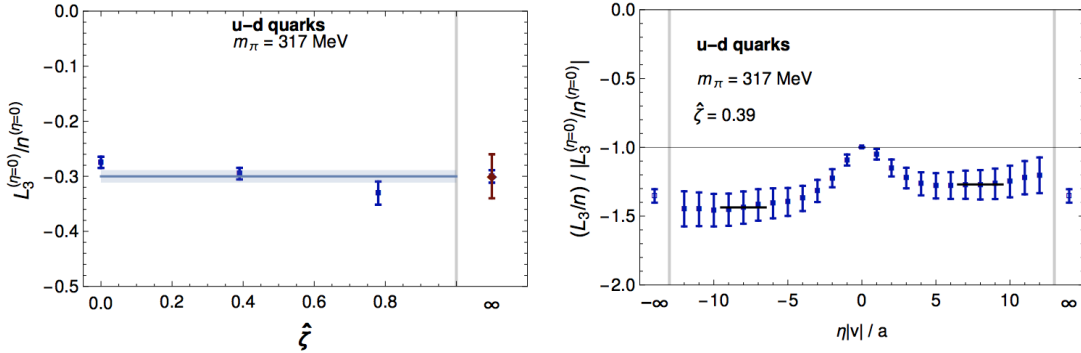 u-d quarks
m_π = 317 MeV
L_3^(η=0)/n^(η=0)
0.0
-0.1
-0.2
-0.3
-0.4
-0.5
0.0 0.2 0.4 0.6 0.8 ∞
ζ̂
u-d quarks
m_π = 317 MeV
ζ̂ = 0.39
(L_3/n) / |L_3^(η=0)/n^(η=0)|
0.0
-0.5
-1.0
-1.5
-2.0
-∞ -10 -5 0 5 10 ∞
η|v| / a